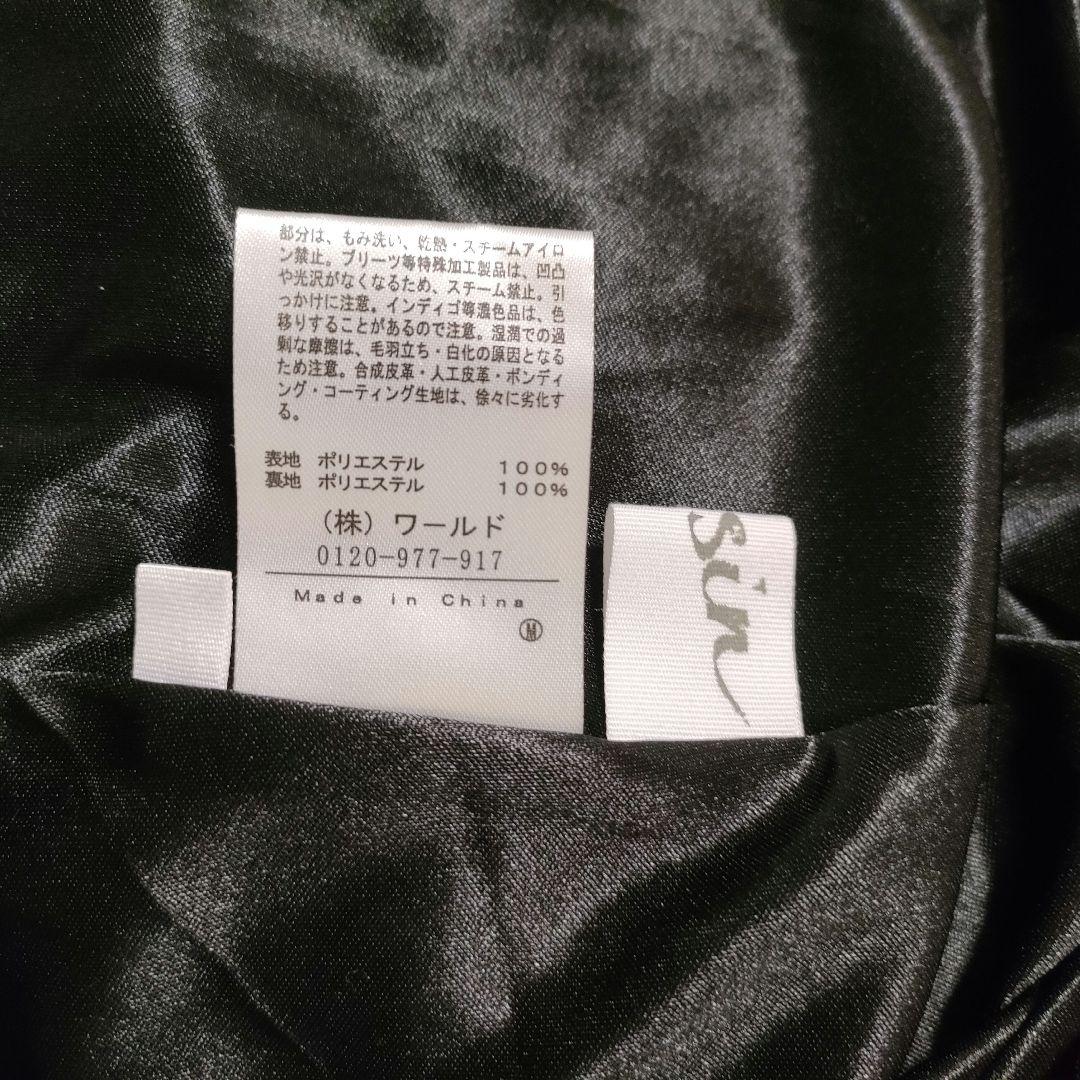 部分は、もみ洗い、乾熱・スチームアイロ
ン禁止。プリーツ等特殊加工製品は、凹凸
や光沢がなくなるため、スチーム禁止。引
っかけに注意。インディゴ等濃色品は、色
移りすることがあるので注意。湿潤での過
剰な摩擦は、毛羽立ち・白化の原因となる
ため注意。合成皮革・人工皮革・ボンディ
ング・コーティング生地は、徐々に劣化す
る。
表地 ポリエステル 100%
裏地 ポリエステル 100%
(株)ワールド
0120-977-917
Made in China
Ⓜ
sin